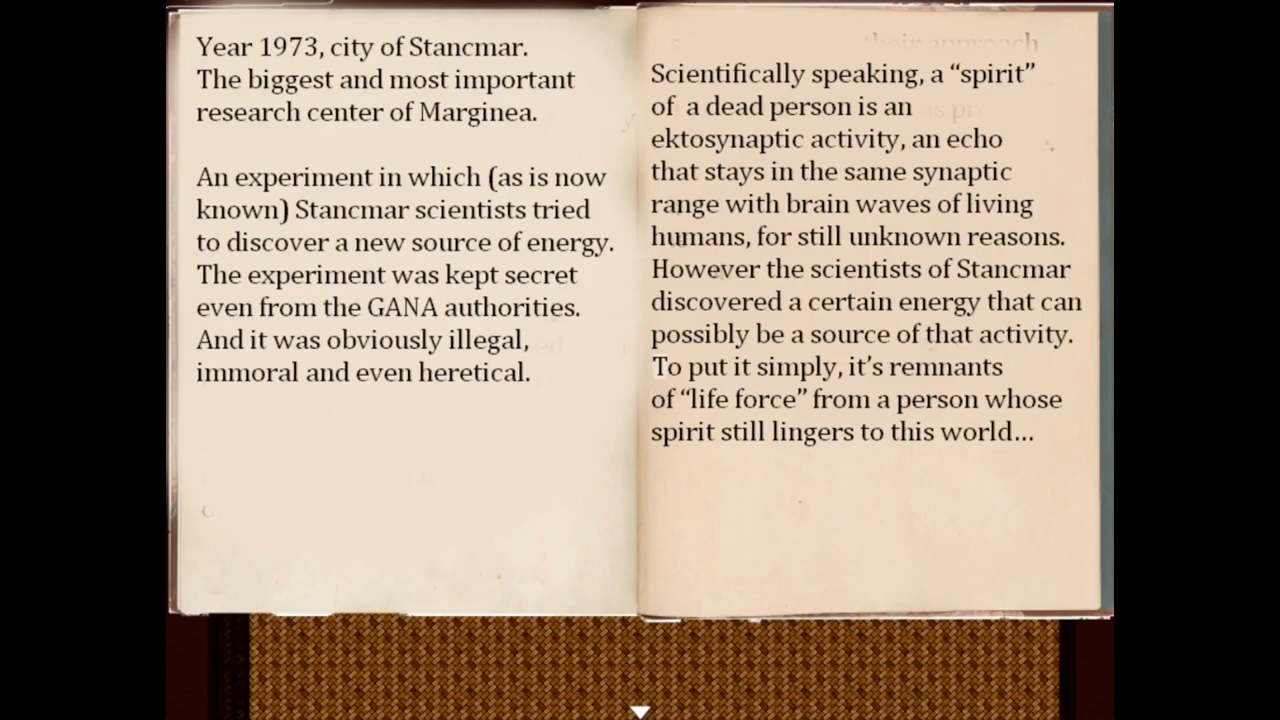 Year 1973, city of Stancmar.
The biggest and most important
research center of Marginea.
An experiment in which (as is now
known) Stancmar scientists tried
to discover a new source of energy.
The experiment was kept secret
even from the GANA authorities.
And it was obviously illegal,
immoral and even heretical.
their approach
Scientifically speaking, a “spirit”
of a dead person is an
ektosynaptic activity, an echo
that stays in the same synaptic
range with brain waves of living
humans, for still unknown reasons.
However the scientists of Stancmar
discovered a certain energy that can
possibly be a source of that activity.
To put it simply, it’s remnants
of “life force” from a person whose
spirit still lingers to this world...